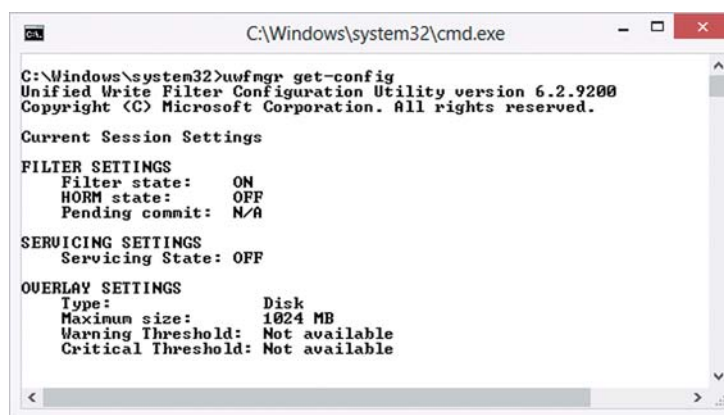 C:\Windows\system32\cmd.exe
C:\Windows\system32>uwfmgr get-config
Unified Write Filter Configuration Utility version 6.2.9200
Copyright (C) Microsoft Corporation. All rights reserved.
Current Session Settings
FILTER SETTINGS
Filter state: ON
HORM state: OFF
Pending commit: N/A
SERVICING SETTINGS
Servicing State: OFF
OVERLAY SETTINGS
Type: Disk
Maximum size: 1024 MB
Warning Threshold: Not available
Critical Threshold: Not available